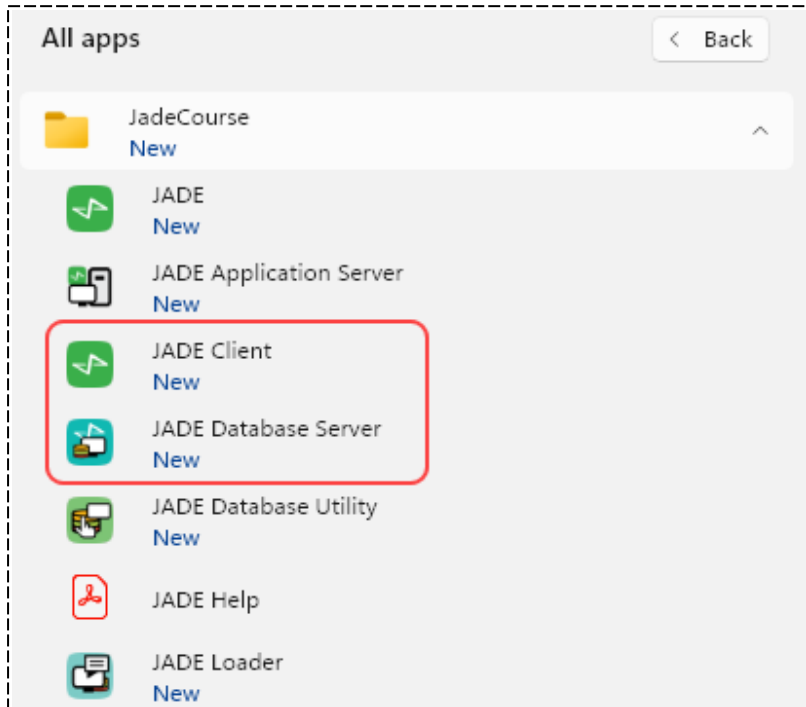 All apps
Back
JadeCourse
New
JADE
New
JADE Application Server
New
JADE Client
New
JADE Database Server
New
JADE Database Utility
New
JADE Help
JADE Loader
New